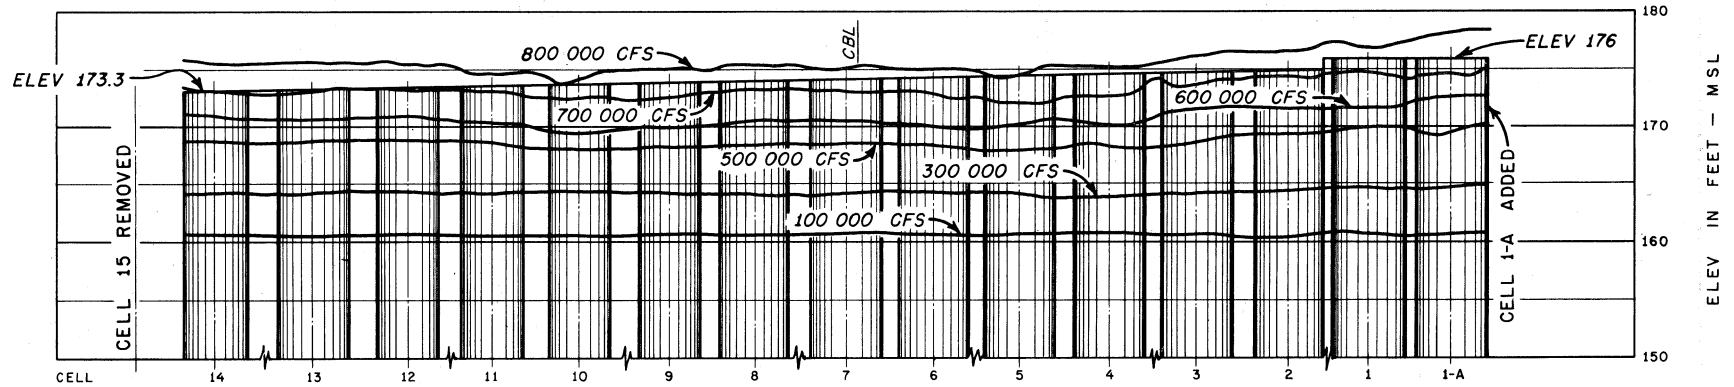 180
CBL
800 000 CFS
ELEV 176
ELEV 173.3
600 000 CFS
700 000 CFS
170
500 000 CFS
300 000 CFS
100 000 CFS
160
150
CELL 15 REMOVED
CELL 1-A ADDED
ELEV IN FEET - MSL
CELL 14 13 12 11 10 9 8 7 6 5 4 3 2 1 1-A